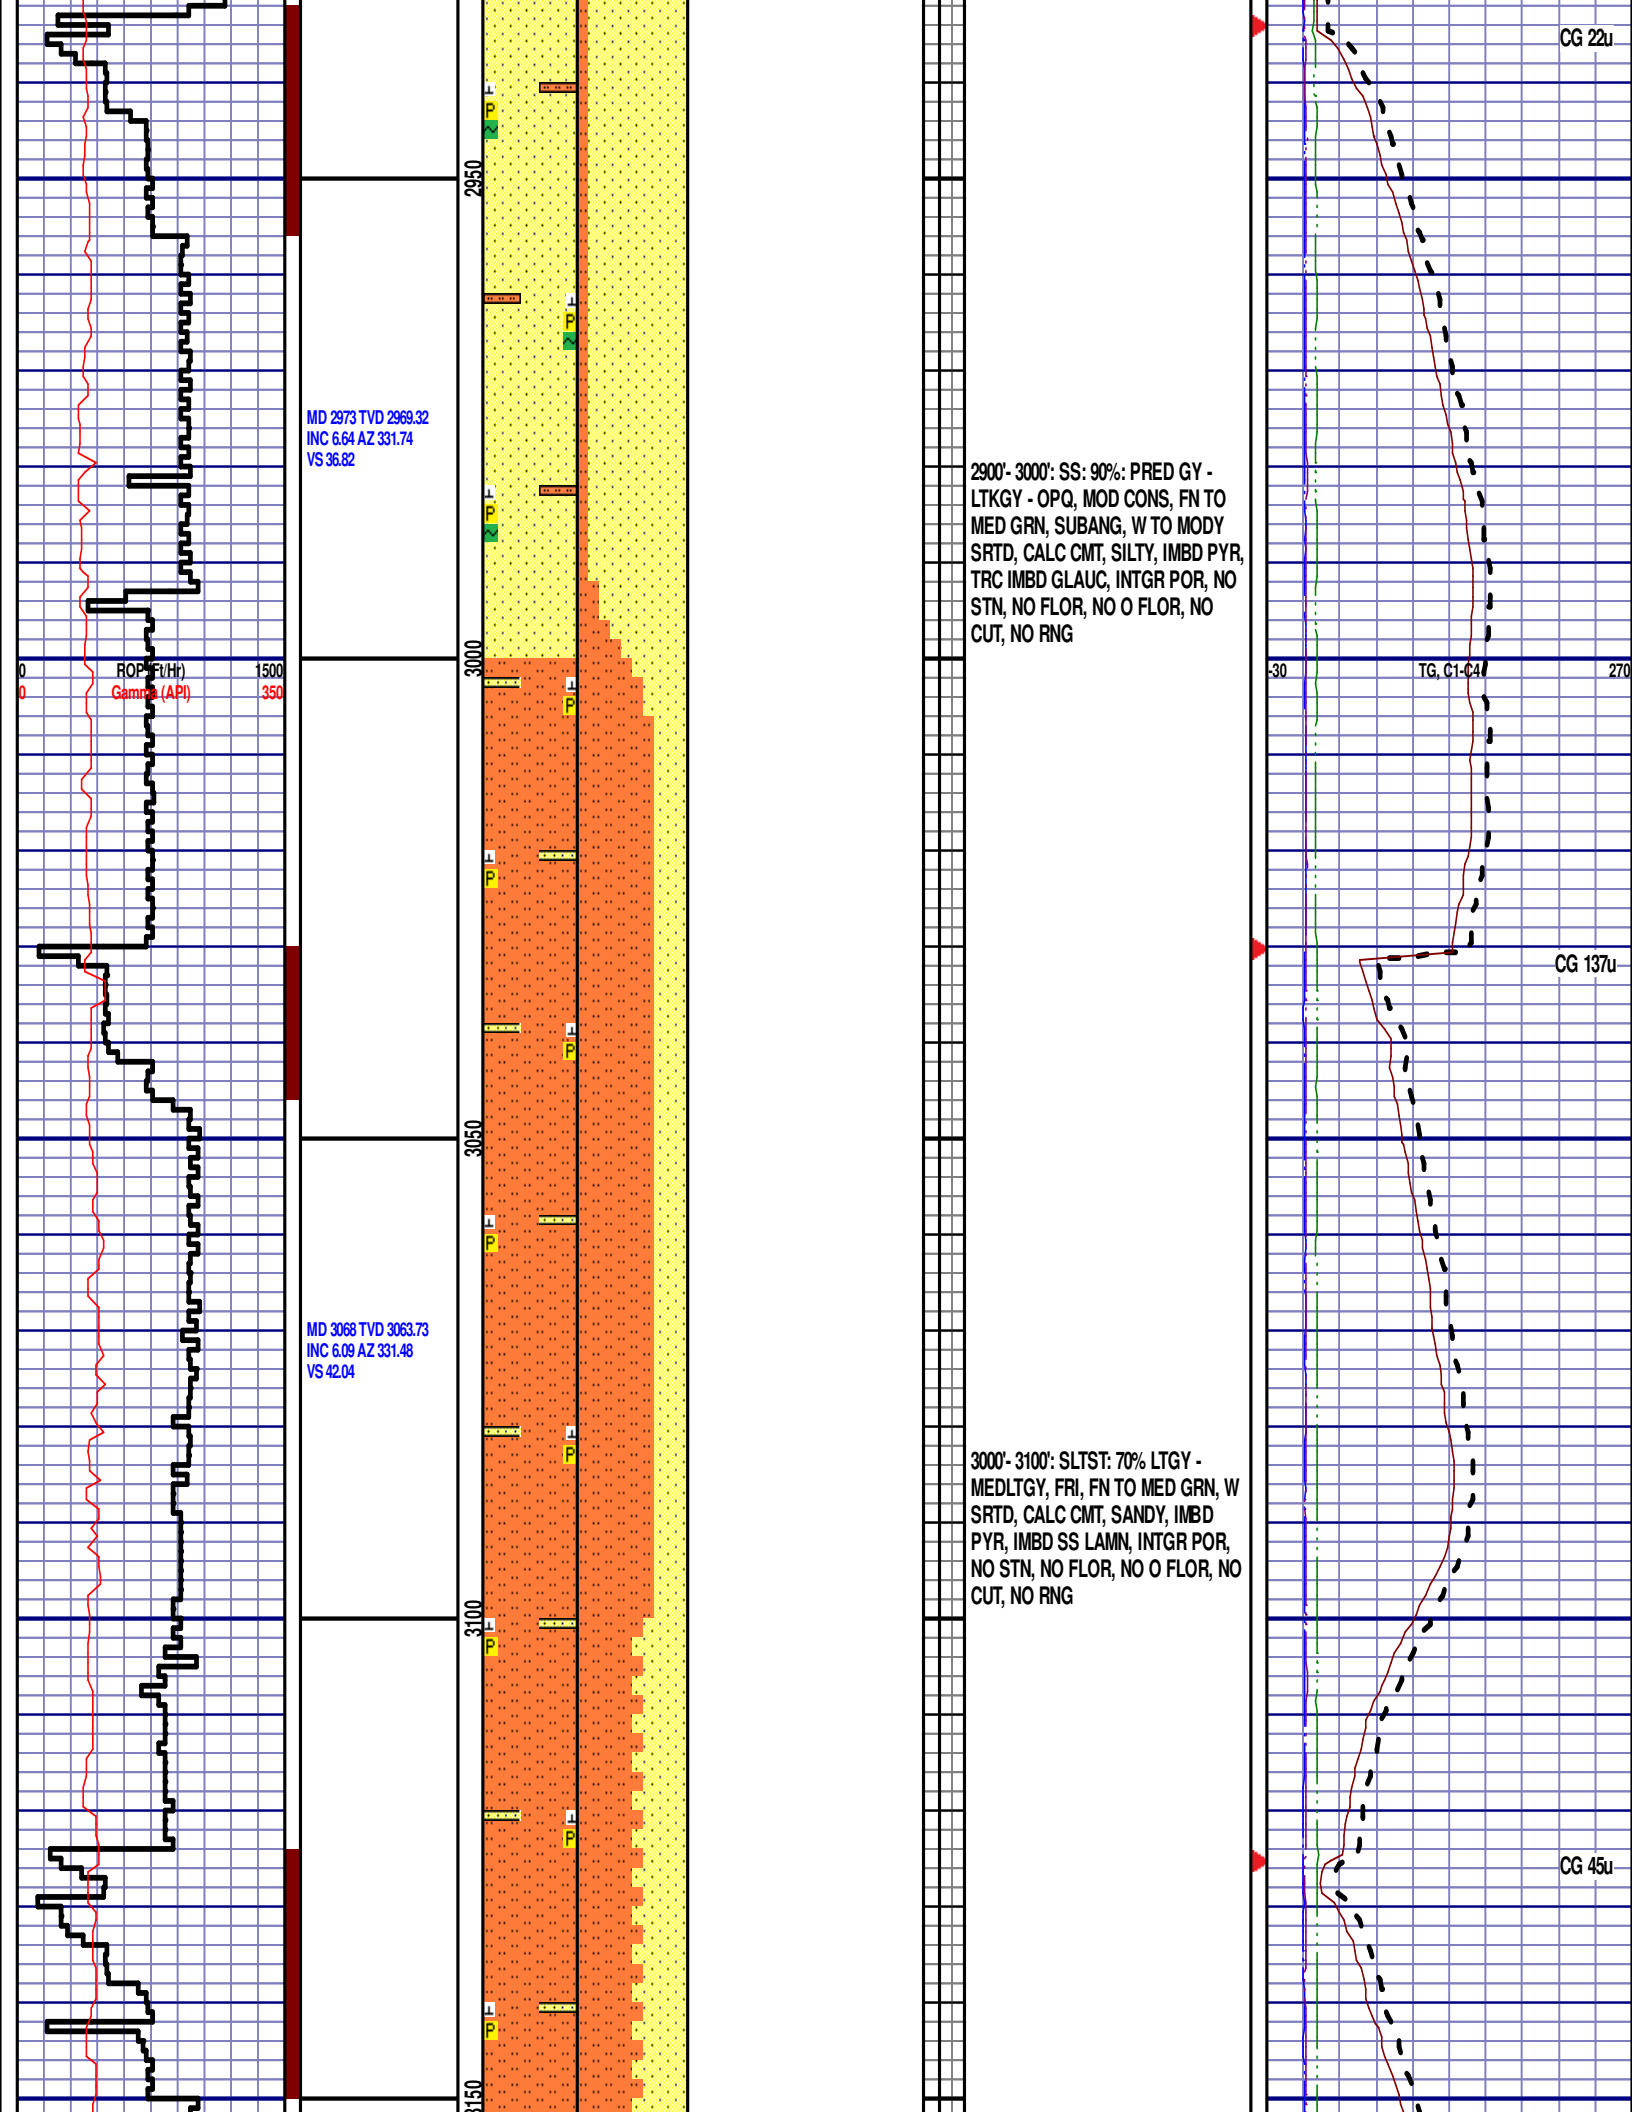 CG 22u
P
2950
P
MD 2973 TVD 2969.32
INC 6.64 AZ 331.74
VS 36.82
2900'- 3000': SS: 90%: PRED GY -
LTKGY - OPQ, MOD CONS, FN TO
MED GRN, SUBANG, W TO MODY
SRTD, CALC CMT, SILTY, IMBD PYR,
TRC IMBD GLAUC, INTGR POR, NO
STN, NO FLOR, NO O FLOR, NO
CUT, NO RNG
P
3000
0 ROP (Ft/Hr) 1500
0 Gamma (API) 350
-30 TG, C1-C4 270
P
P
CG 137u
P
3050
P
MD 3068 TVD 3063.73
INC 6.09 AZ 331.48
VS 42.04
P
3000'- 3100': SLTST: 70% LTGY -
MEDLTGY, FRI, FN TO MED GRN, W
SRTD, CALC CMT, SANDY, IMBD
PYR, IMBD SS LAMN, INTGR POR,
NO STN, NO FLOR, NO O FLOR, NO
CUT, NO RNG
3100
P
P
CG 45u
P
3150